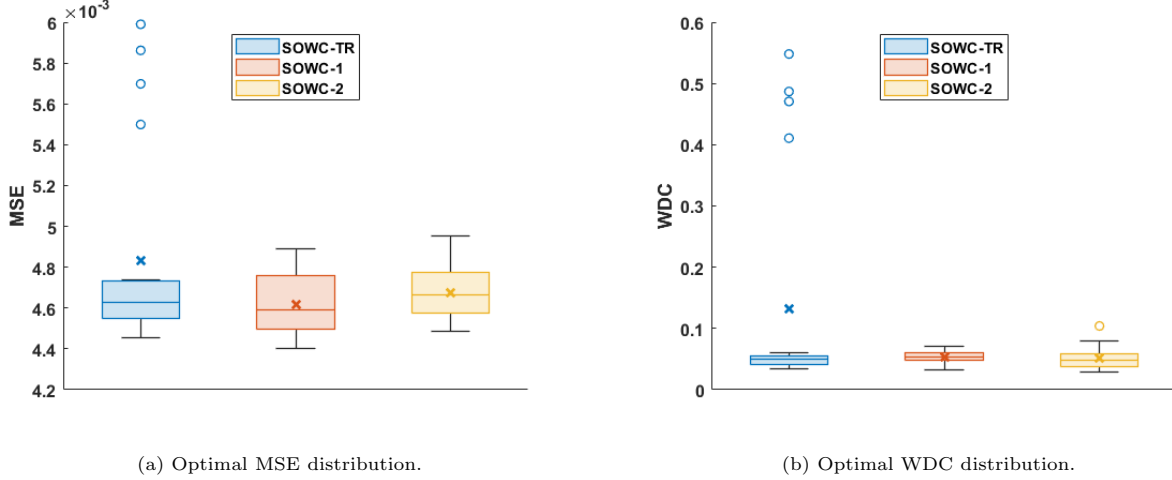 ×10-3
6
5.8
5.6
5.4
5.2
5
4.8
4.6
4.4
4.2
MSE
SOWC-TR
SOWC-1
SOWC-2
(a) Optimal MSE distribution.
0.6
0.5
0.4
0.3
0.2
0.1
0
WDC
SOWC-TR
SOWC-1
SOWC-2
(b) Optimal WDC distribution.